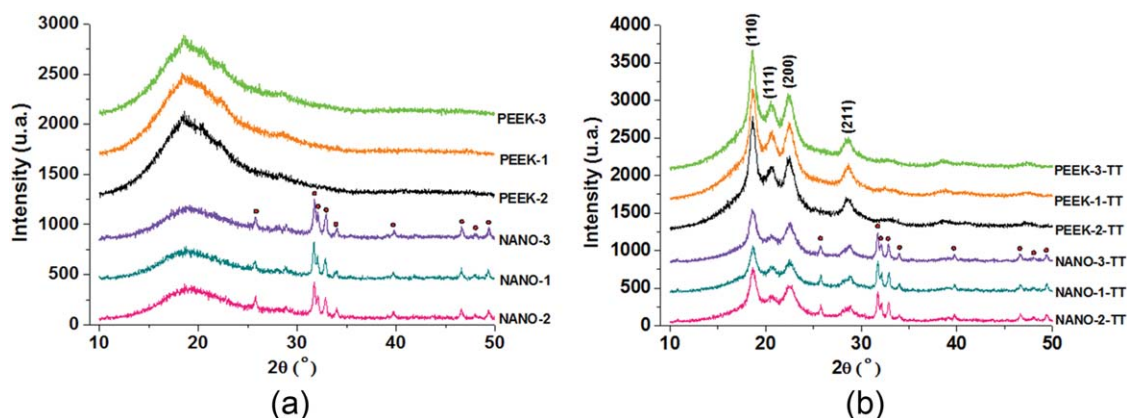 3000
2500
2000
1500
1000
500
0
Intensity (u.a.)
PEEK-3
PEEK-1
PEEK-2
NANO-3
NANO-1
NANO-2
10 20 30 40 50
2θ (°)
(a)
4000
3500
3000
2500
2000
1500
1000
500
0
Intensity (u.a.)
(110)
(111)
(200)
(211)
PEEK-3-TT
PEEK-1-TT
PEEK-2-TT
NANO-3-TT
NANO-1-TT
NANO-2-TT
10 20 30 40 50
2θ (°)
(b)